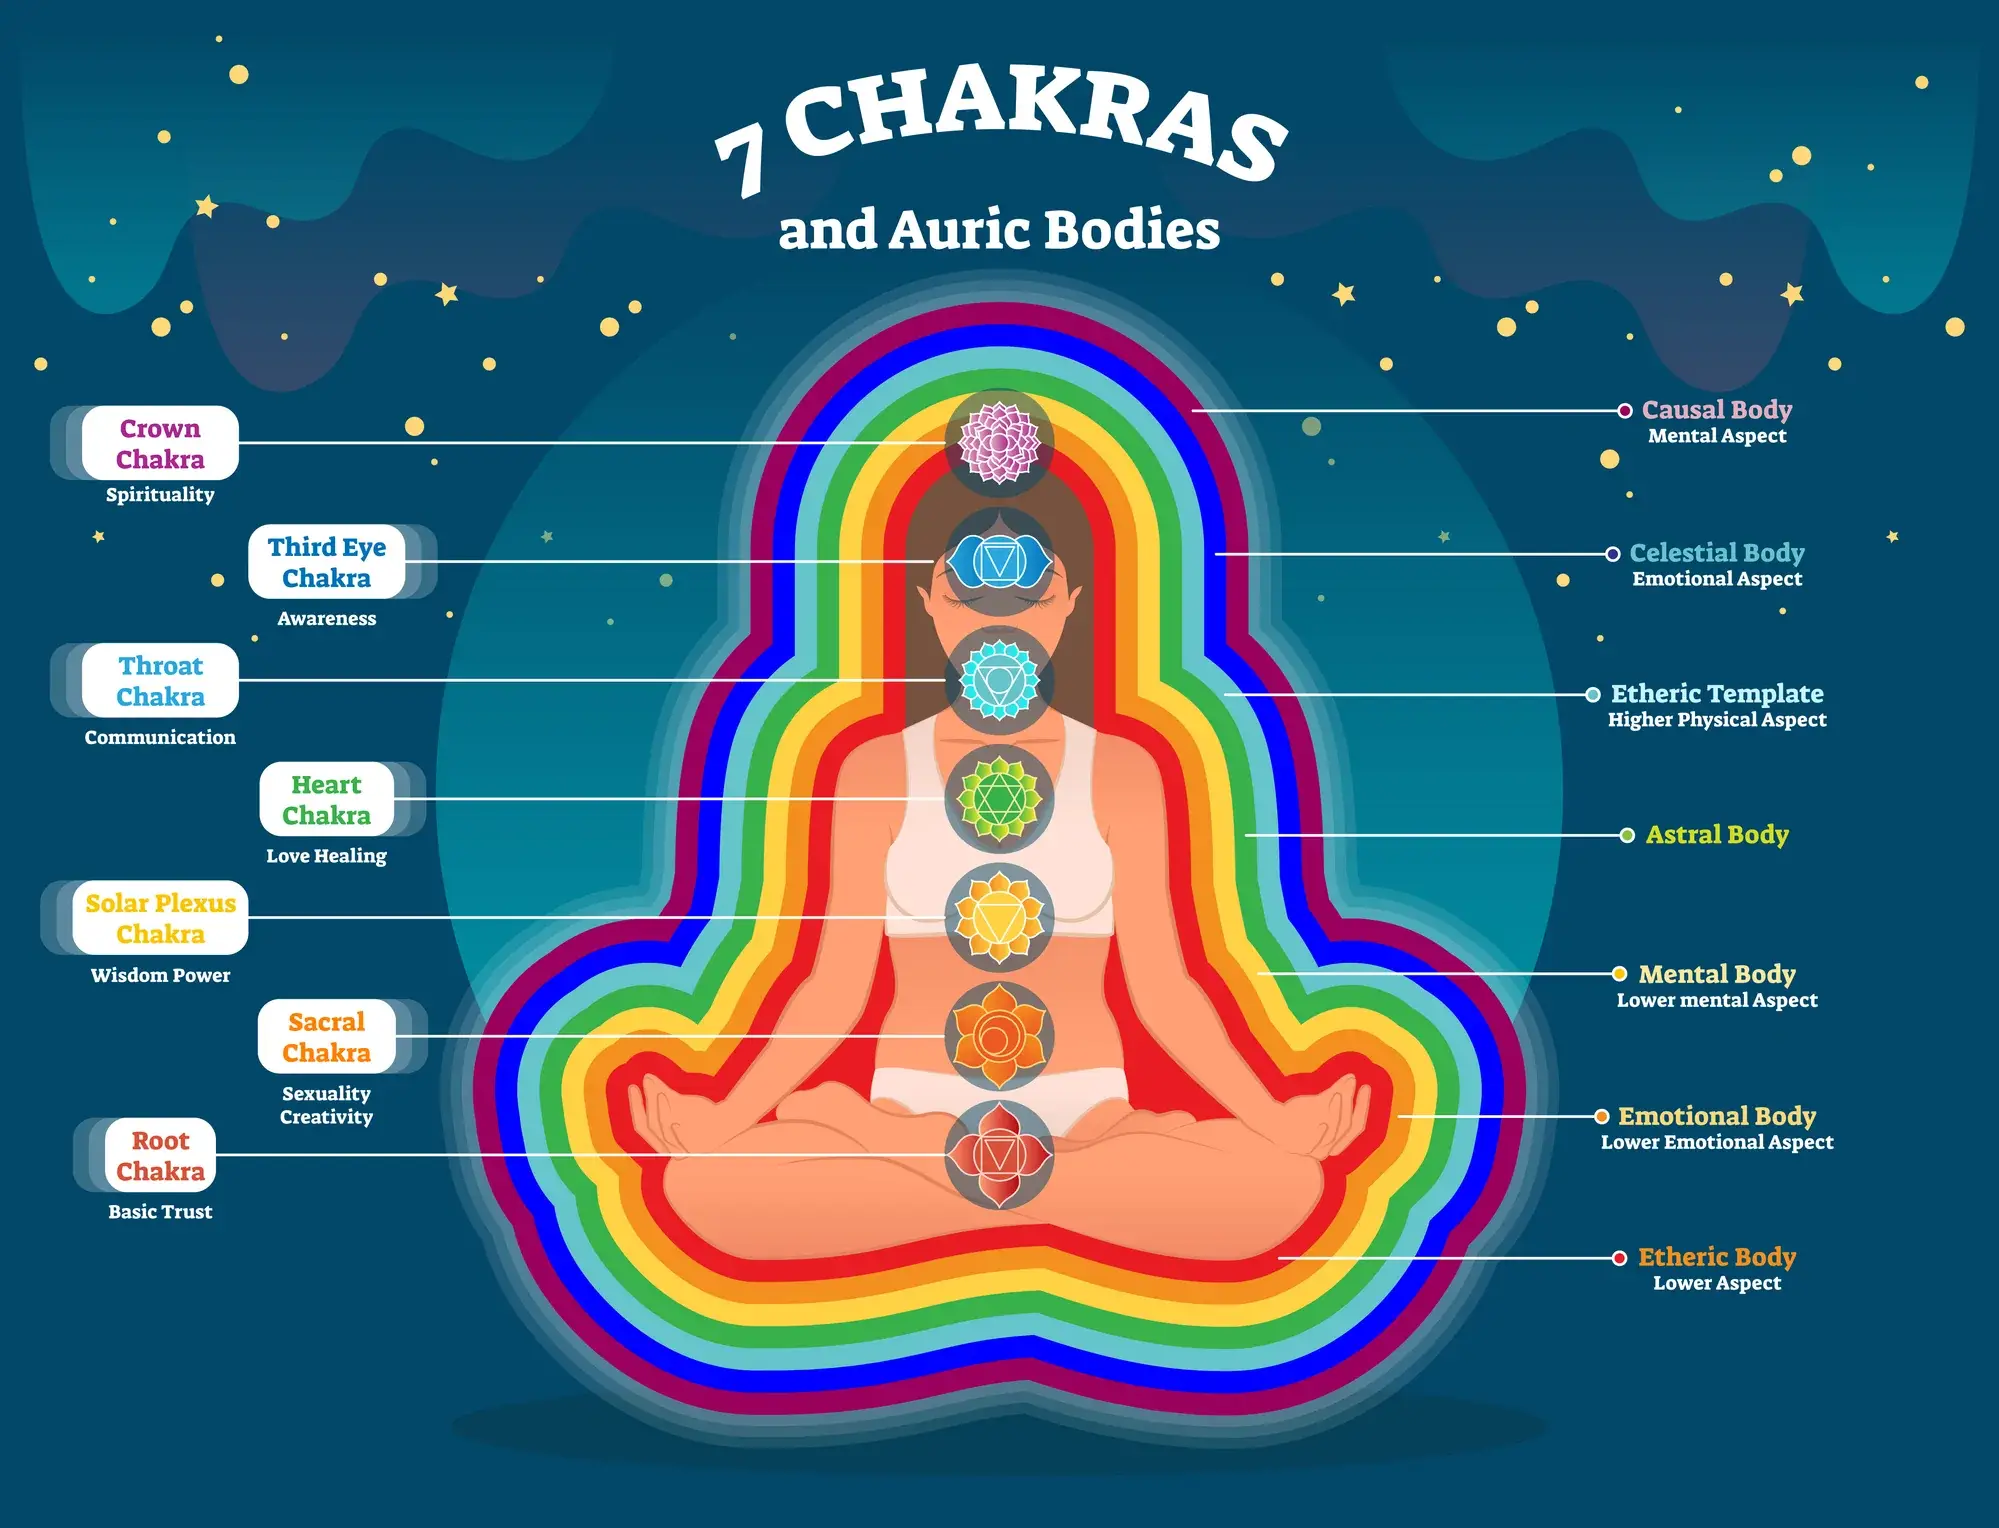 7 CHAKRAS
and Auric Bodies
Crown
Chakra
Spirituality
Third Eye
Chakra
Awareness
Throat
Chakra
Communication
Heart
Chakra
Love Healing
Solar Plexus
Chakra
Wisdom Power
Sacral
Chakra
Sexuality
Creativity
Root
Chakra
Basic Trust
Causal Body
Mental Aspect
Celestial Body
Emotional Aspect
Etheric Template
Higher Physical Aspect
Astral Body
Mental Body
Lower mental Aspect
Emotional Body
Lower Emotional Aspect
Etheric Body
Lower Aspect